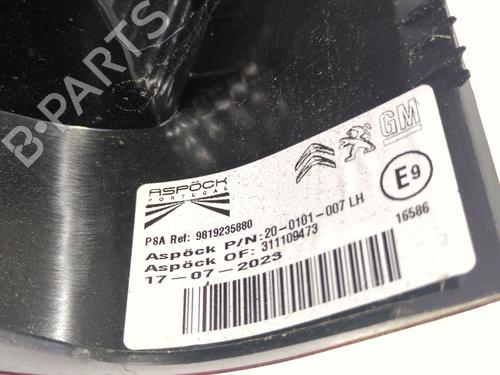 B-PARTS
ASPÖCK
PORTUGAL
GM
E9
PSA Ref: 9819235880
Aspöck P/N: 20-0101-007 LH
Aspöck OF: 311109473
17-07-2023
16586